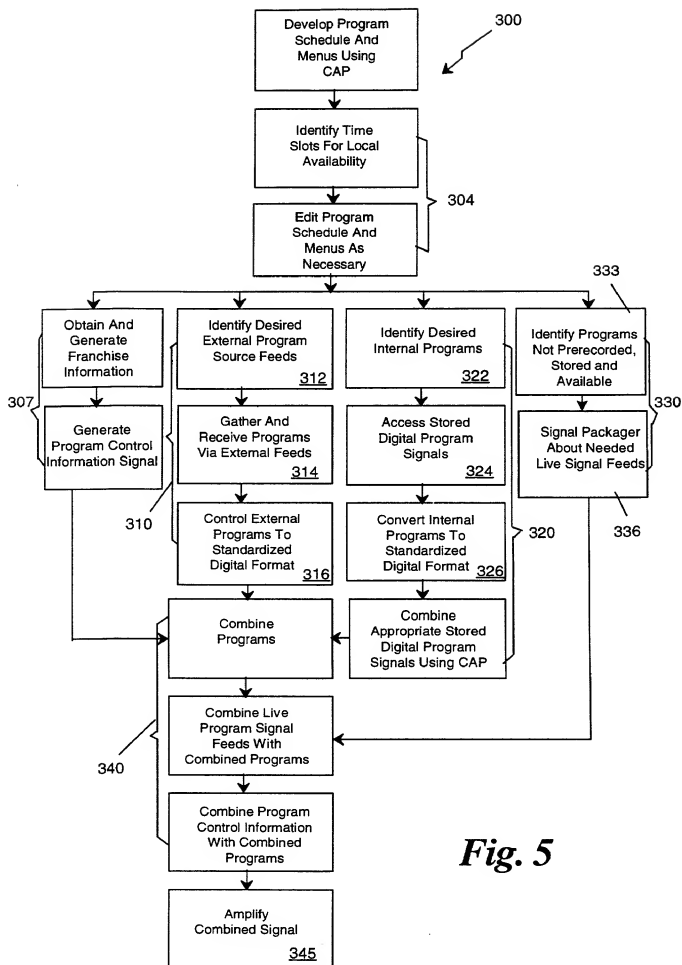 Develop Program
Schedule And
Menus Using
CAP
300
Identify Time
Slots For Local
Availability
304
Edit Program
Schedule And
Menus As
Necessary
333
Obtain And
Generate
Franchise
Information
Identify Desired
External Program
Source Feeds
312
Identify Desired
Internal Programs
322
Identify Programs
Not Prerecorded,
Stored and
Available
307
330
Generate
Program Control
Information Signal
Gather And
Receive Programs
Via External Feeds
314
Access Stored
Digital Program
Signals
324
Signal Packager
About Needed
Live Signal Feeds
310
320
336
Control External
Programs To
Standardized
Digital Format
316
Convert Internal
Programs To
Standardized
Digital Format
326
Combine
Programs
Combine
Appropriate Stored
Digital Program
Signals Using CAP
340
Combine Live
Program Signal
Feeds With
Combined Programs
Combine Program
Control Information
With Combined
Programs
Fig. 5
Amplify
Combined Signal
345